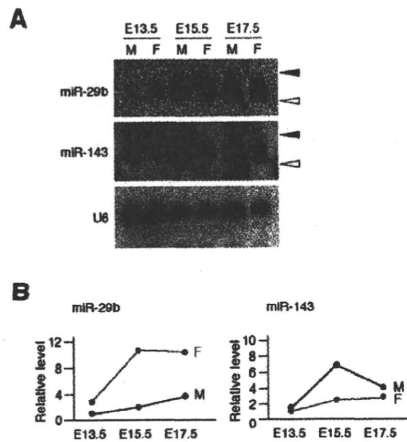 A
E13.5 E15.5 E17.5
M F M F M F
miR-29b
miR-143
U6
B
miR-29b
Relative level
12
8
4
0
F
M
E13.5 E15.5 E17.5
miR-143
Relative level
10
8
6
4
2
0
M
F
E13.5 E15.5 E17.5